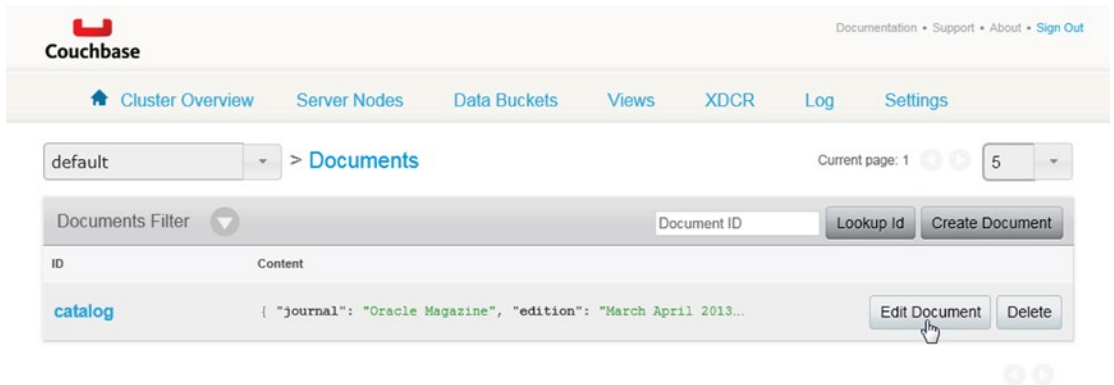 Couchbase
Documentation • Support • About • Sign Out
Cluster Overview Server Nodes Data Buckets Views XDCR Log Settings
default > Documents Current page: 1 5
Documents Filter Document ID Lookup Id Create Document
ID Content
catalog { "journal": "Oracle Magazine", "edition": "March April 2013... Edit Document Delete